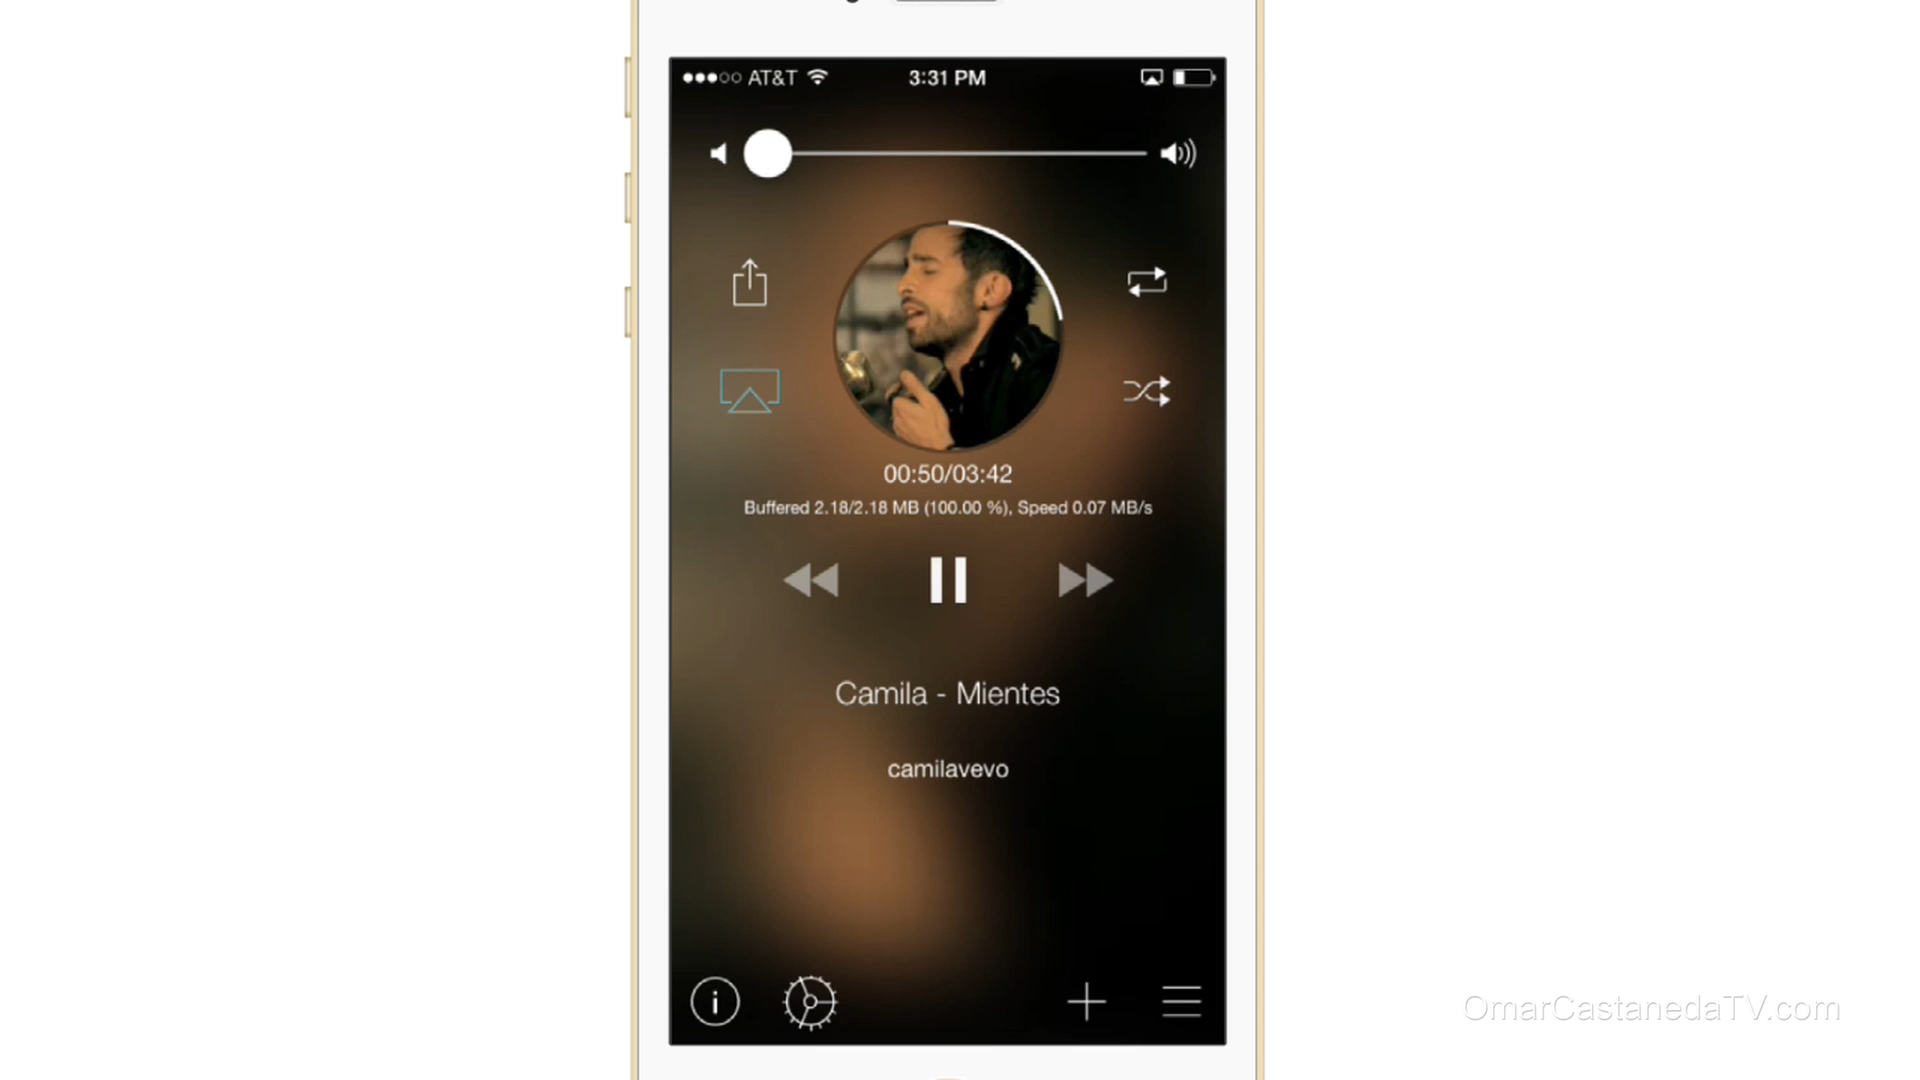 AT&T
3:31 PM
00:50/03:42
Buffered 2.18/2.18 MB (100.00 %), Speed 0.07 MB/s
Camila - Mientes
camilavevo
OmarCastanedaTV.com